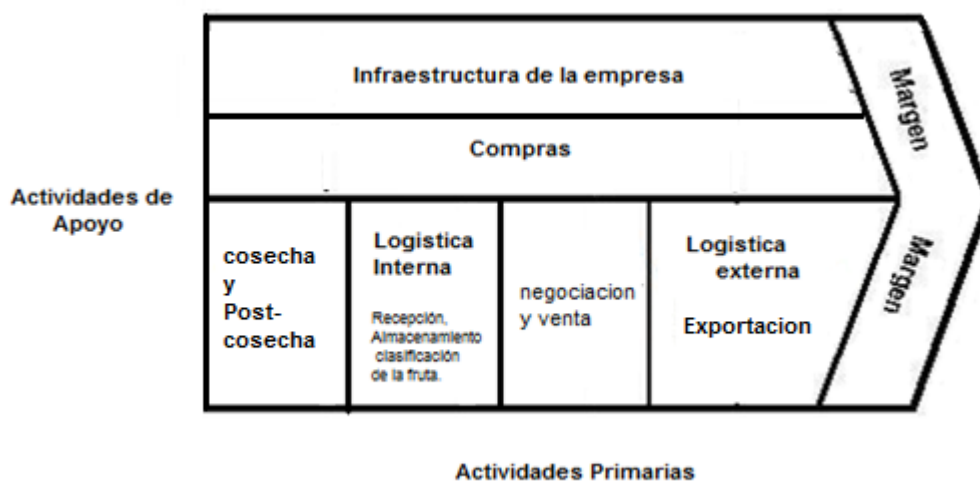 Infraestructura de la empresa
Margen
Compras
Actividades de
Apoyo
cosecha
y
Post-
cosecha
Logistica
Interna
Recepción,
Almacenamiento
clasificación
de la fruta.
negociacion
y venta
Logistica
externa
Exportacion
Margen
Actividades Primarias